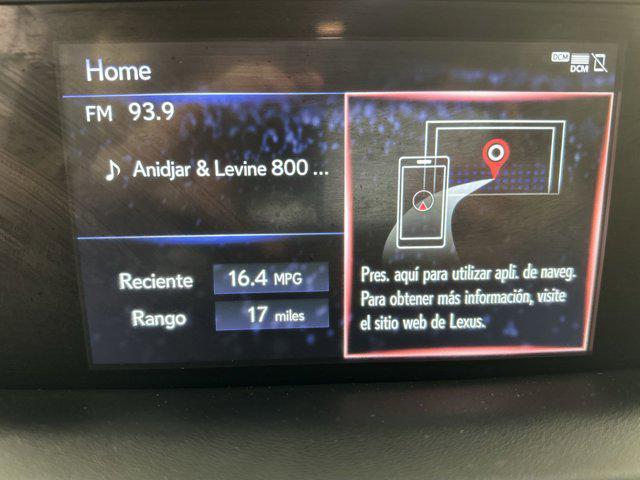 Home
DCM
DCM
FM 93.9
Anidjar & Levine 800 ...
Reciente 16.4 MPG
Rango 17 miles
Pres. aquí para utilizar apli. de naveg.
Para obtener más información, visite
el sitio web de Lexus.